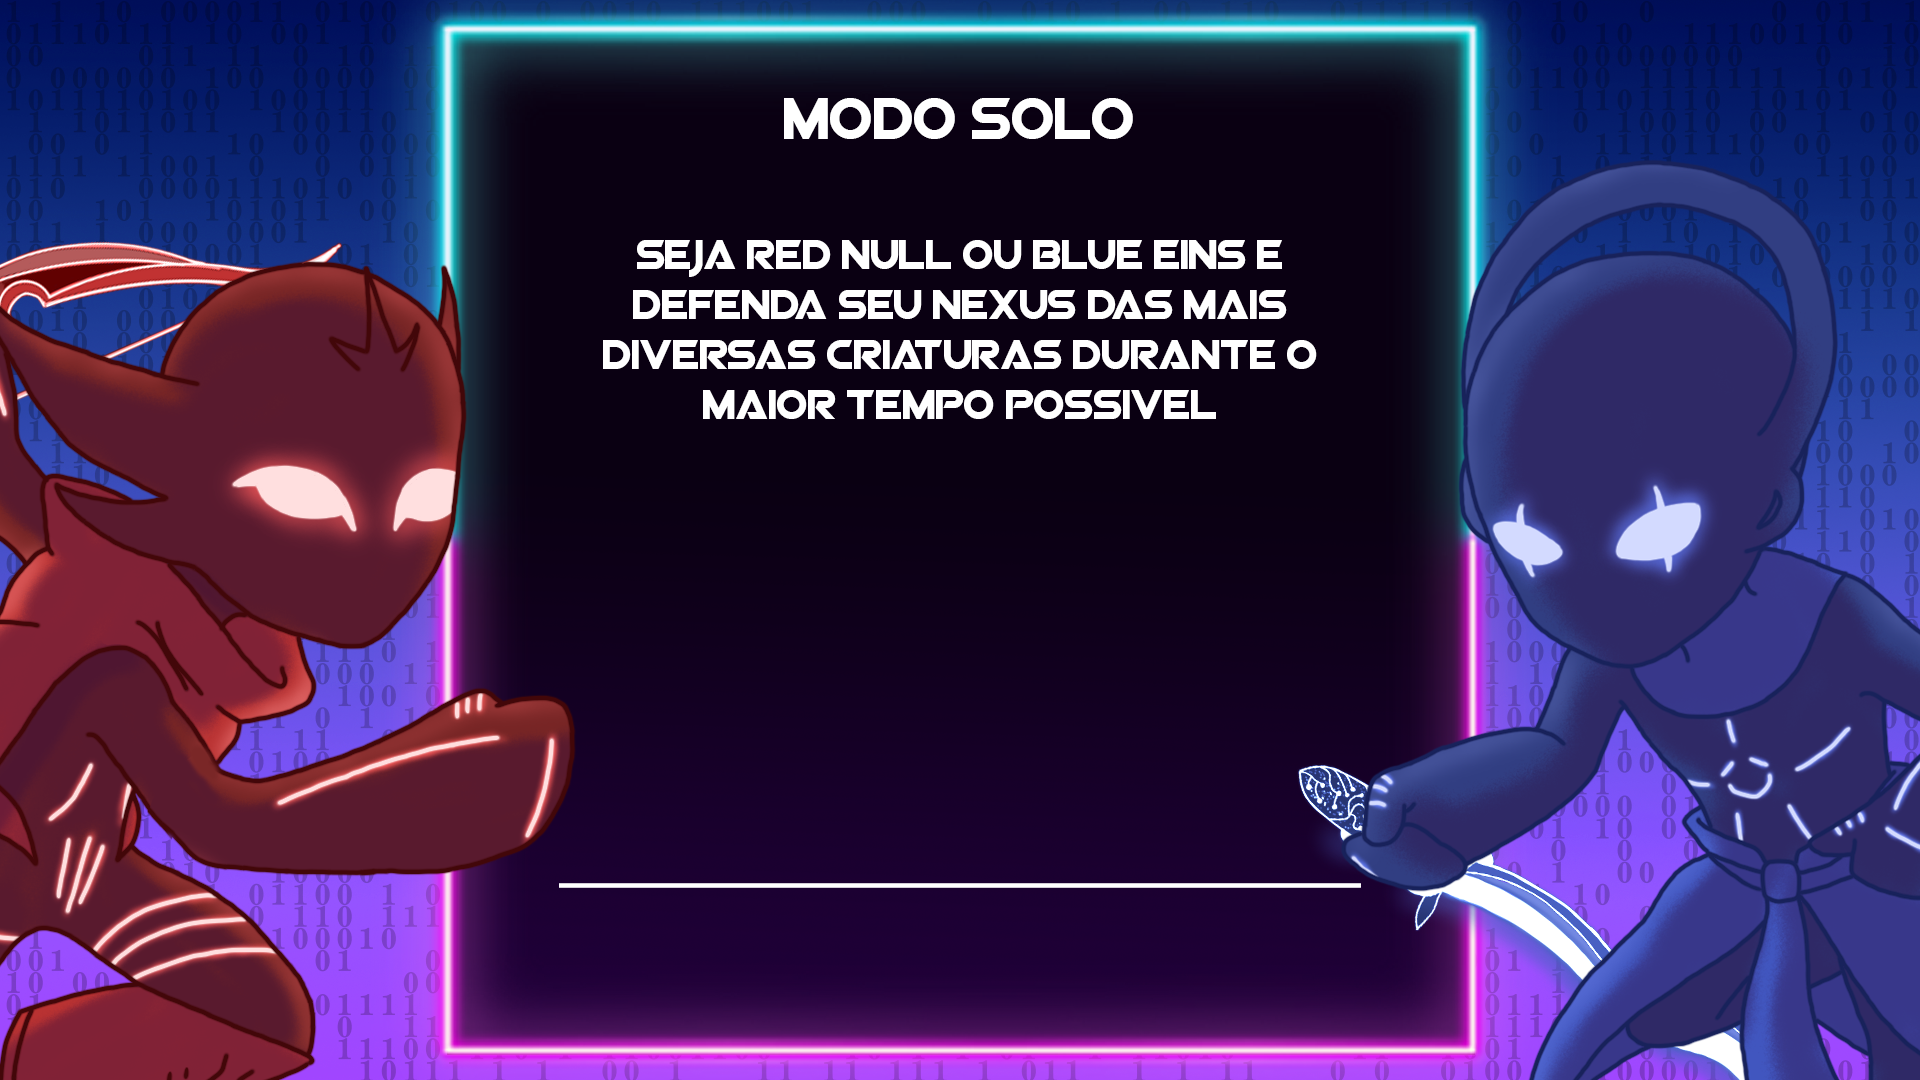 MODO SOLO
SEJA RED NULL OU BLUE EINS E
DEFENDA SEU NEXUS DAS MAIS
DIVERSAS CRIATURAS DURANTE O
MAIOR TEMPO POSSIVEL